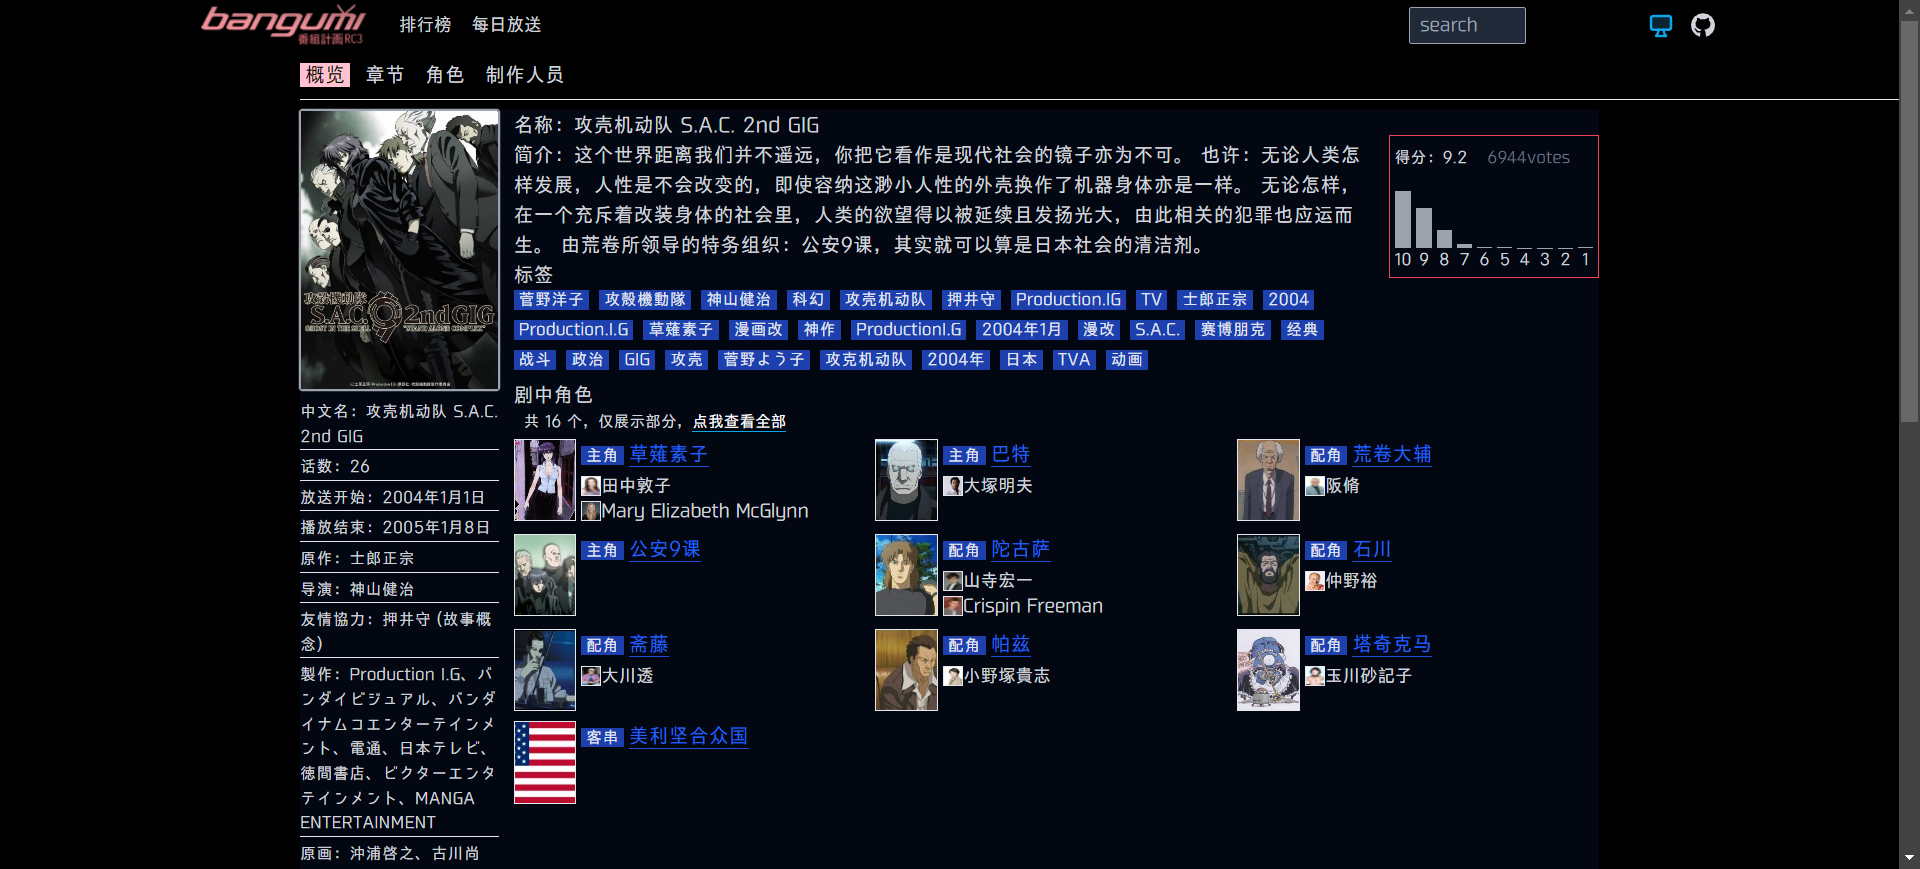 bangumi
番組計画RC3
排行榜 每日放送
search
概览 章节 角色 制作人员
攻殻機動隊
S.A.C. 2nd GIG
GHOST IN THE SHELL "STAND ALONE COMPLEX"
名称：攻壳机动队 S.A.C. 2nd GIG
简介：这个世界距离我们并不遥远，你把它看作是现代社会的镜子亦为不可。 也许：无论人类怎
样发展，人性是不会改变的，即使容纳这渺小人性的外壳换作了机器身体亦是一样。 无论怎样，
在一个充斥着改装身体的社会里，人类的欲望得以被延续且发扬光大，由此相关的犯罪也应运而
生。 由荒卷所领导的特务组织：公安9课，其实就可以算是日本社会的清洁剂。
得分：9.2 6944votes
10 9 8 7 6 5 4 3 2 1
标签
菅野洋子 攻殻機動隊 神山健治 科幻 攻壳机动队 押井守 Production.IG TV 士郎正宗 2004
Production.I.G 草薙素子 漫画改 神作 ProductionI.G 2004年1月 漫改 S.A.C. 赛博朋克 经典
战斗 政治 GIG 攻壳 菅野よう子 攻克机动队 2004年 日本 TVA 动画
剧中角色
共 16 个，仅展示部分，点我查看全部
主角 草薙素子
田中敦子
Mary Elizabeth McGlynn
主角 巴特
大塚明夫
配角 荒卷大辅
阪脩
主角 公安9课
配角 陀古萨
山寺宏一
Crispin Freeman
配角 石川
仲野裕
配角 斋藤
大川透
配角 帕兹
小野塚貴志
配角 塔奇克马
玉川砂記子
客串 美利坚合众国
中文名：攻壳机动队 S.A.C.
2nd GIG
话数：26
放送开始：2004年1月1日
播放结束：2005年1月8日
原作：士郎正宗
导演：神山健治
友情協力：押井守 (故事概
念)
製作：Production I.G、バ
ンダイビジュアル、バンダ
イナムコエンターテインメ
ント、電通、日本テレビ、
徳間書店、ビクターエンタ
テインメント、MANGA
ENTERTAINMENT
原画：沖浦啓之、古川尚